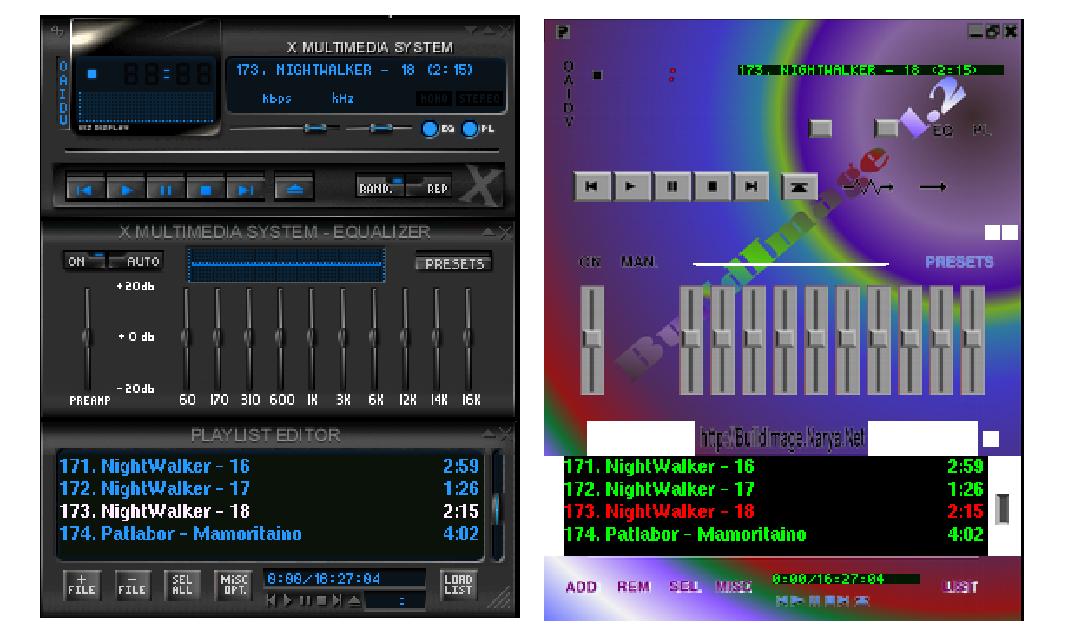 X MULTIMEDIA SYSTEM
O
A
I
D
U
173. NIGHTWALKER - 18 (2:15)
kbps kHz MONO STEREO
VIZ DISPLAY
EQ PL
RAND. REP
X
X MULTIMEDIA SYSTEM - EQUALIZER
ON AUTO PRESETS
+20db
+0 db
-20db
PREAMP 60 170 310 600 1K 3K 6K 12K 14K 16K
PLAYLIST EDITOR
171. NightWalker - 16 2:59
172. NightWalker - 17 1:26
173. NightWalker - 18 2:15
174. Patlabor - Mamoritaino 4:02
+ FILE
- FILE
SEL ALL
MISC OPT.
0:00/16:27:04
LOAD LIST
?
O
A
I
D
V
173. NIGHTWALKER - 18 (2:15)
1.2
EQ PL
BuildImage
ON MAN. PRESETS
http://BuildImage.Narya.Net
171. NightWalker - 16 2:59
172. NightWalker - 17 1:26
173. NightWalker - 18 2:15
174. Patlabor - Mamoritaino 4:02
ADD REM SEL MISC 0:00/16:27:04 LIST